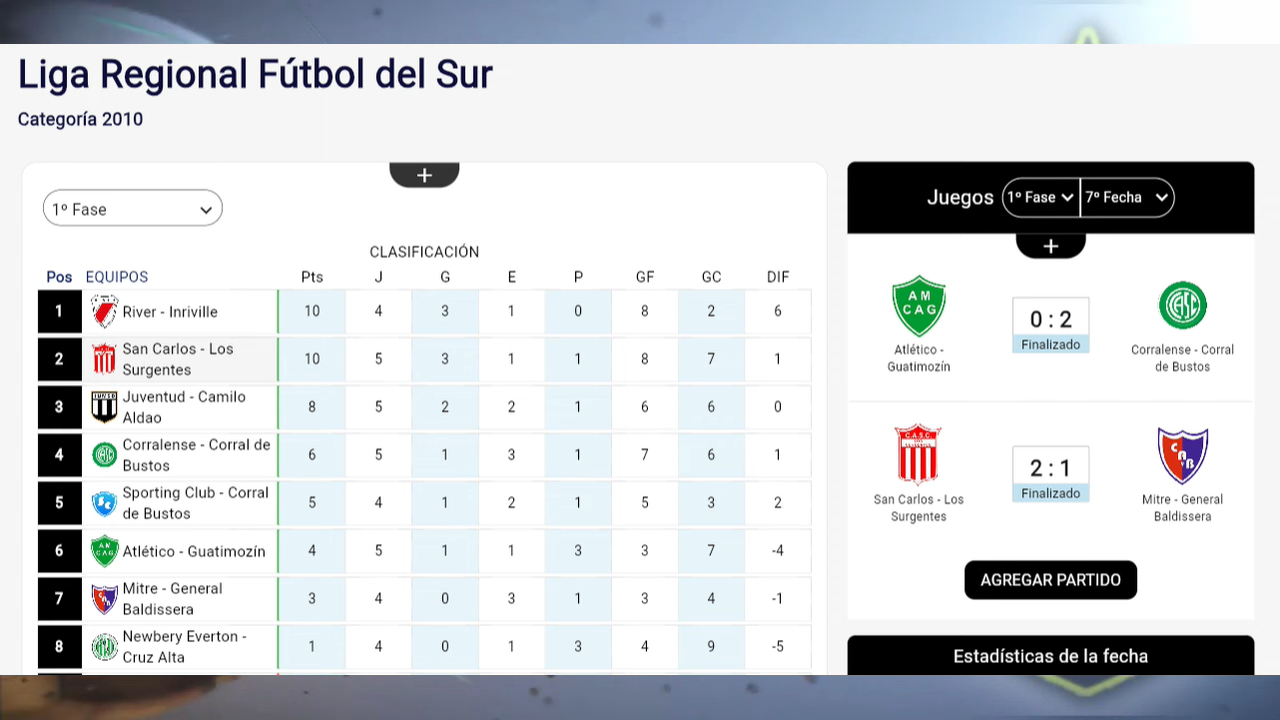 Liga Regional Fútbol del Sur
Categoría 2010
+
1º Fase
CLASIFICACIÓN
Pos EQUIPOS Pts J G E P GF GC DIF
1 River - Inriville 10 4 3 1 0 8 2 6
2 San Carlos - Los
Surgentes 10 5 3 1 1 8 7 1
3 Juventud - Camilo
Aldao 8 5 2 2 1 6 6 0
4 Corralense - Corral de
Bustos 6 5 1 3 1 7 6 1
5 Sporting Club - Corral
de Bustos 5 4 1 2 1 5 3 2
6 Atlético - Guatimozín 4 5 1 1 3 3 7 -4
7 Mitre - General
Baldissera 3 4 0 3 1 3 4 -1
8 Newbery Everton -
Cruz Alta 1 4 0 1 3 4 9 -5
Juegos 1º Fase 7º Fecha
+
AM
CAG
CASC
0 : 2
Finalizado
Atlético -
Guatimozín
Corralense - Corral
de Bustos
CASC
CAB
2 : 1
Finalizado
San Carlos - Los
Surgentes
Mitre - General
Baldissera
AGREGAR PARTIDO
Estadísticas de la fecha